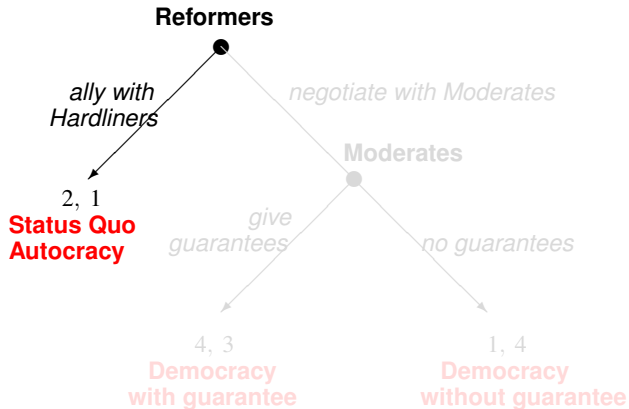 Reformers
ally with
Hardliners
negotiate with Moderates
Moderates
2, 1
Status Quo
Autocracy
give
guarantees
no guarantees
4, 3
Democracy
with guarantee
1, 4
Democracy
without guarantee